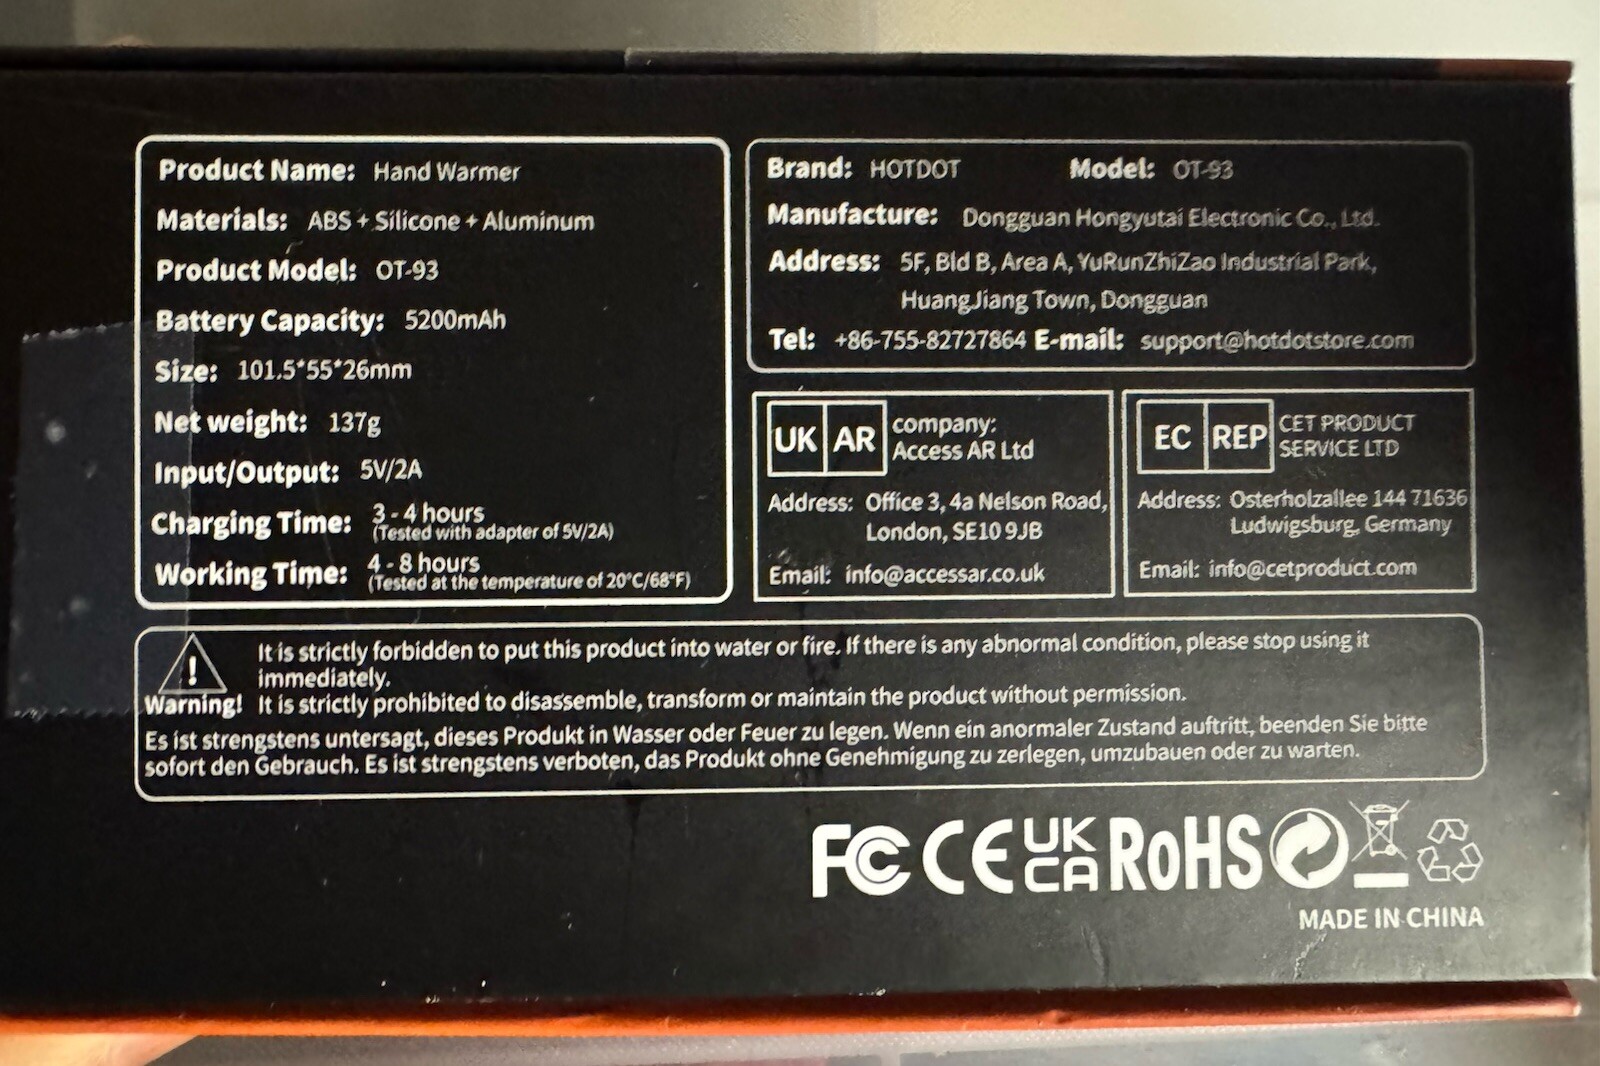 Product Name: Hand Warmer
Materials: ABS + Silicone + Aluminum
Product Model: OT-93
Battery Capacity: 5200mAh
Size: 101.5*55*26mm
Net weight: 137g
Input/Output: 5V/2A
Charging Time: 3 - 4 hours
(Tested with adapter of 5V/2A)
Working Time: 4 - 8 hours
(Tested at the temperature of 20°C/68°F)
Brand: HOTDOT Model: OT-93
Manufacture: Dongguan Hongyutai Electronic Co., Ltd.
Address: 5F, Bld B, Area A, YuRunZhiZao Industrial Park,
HuangJiang Town, Dongguan
Tel: +86-755-82727864 E-mail: support@hotdotstore.com
UK AR company:
Access AR Ltd
Address: Office 3, 4a Nelson Road,
London, SE10 9JB
Email: info@accessar.co.uk
EC REP CET PRODUCT
SERVICE LTD
Address: Osterholzallee 144 71636
Ludwigsburg, Germany
Email: info@cetproduct.com
It is strictly forbidden to put this product into water or fire. If there is any abnormal condition, please stop using it
immediately.
Warning! It is strictly prohibited to disassemble, transform or maintain the product without permission.
Es ist strengstens untersagt, dieses Produkt in Wasser oder Feuer zu legen. Wenn ein anormaler Zustand auftritt, beenden Sie bitte
sofort den Gebrauch. Es ist strengstens verboten, das Produkt ohne Genehmigung zu zerlegen, umzubauen oder zu warten.
FC CE UK CA RoHS
MADE IN CHINA